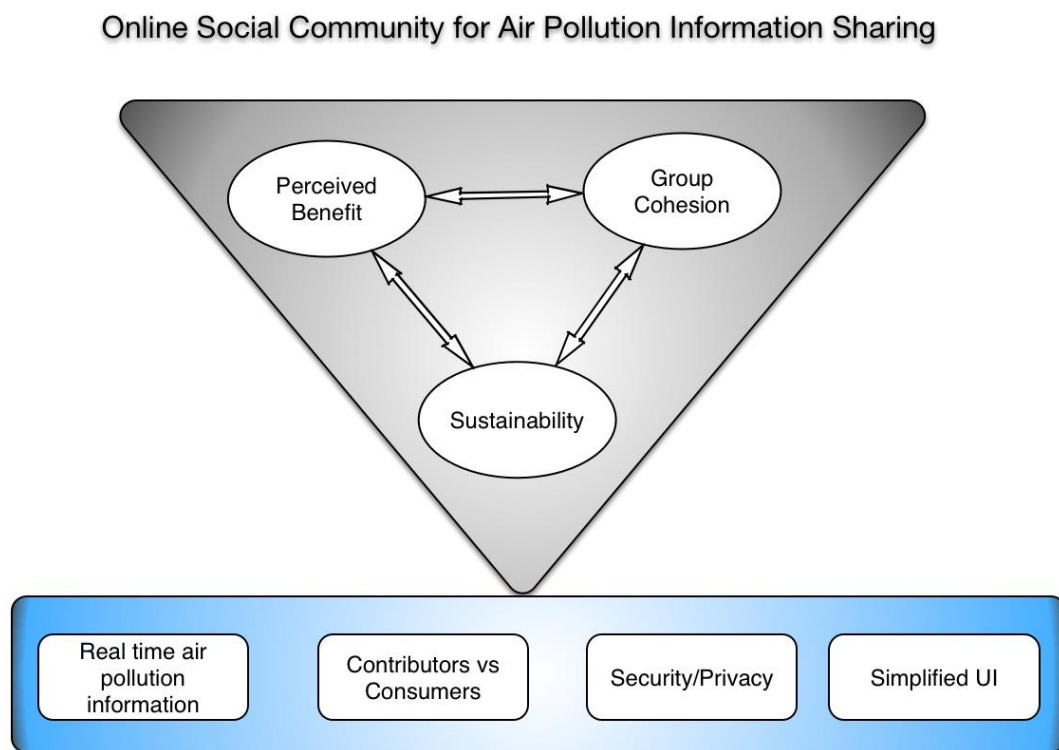 Online Social Community for Air Pollution Information Sharing
Perceived
Benefit
Group
Cohesion
Sustainability
Real time air
pollution
information
Contributors vs
Consumers
Security/Privacy
Simplified UI